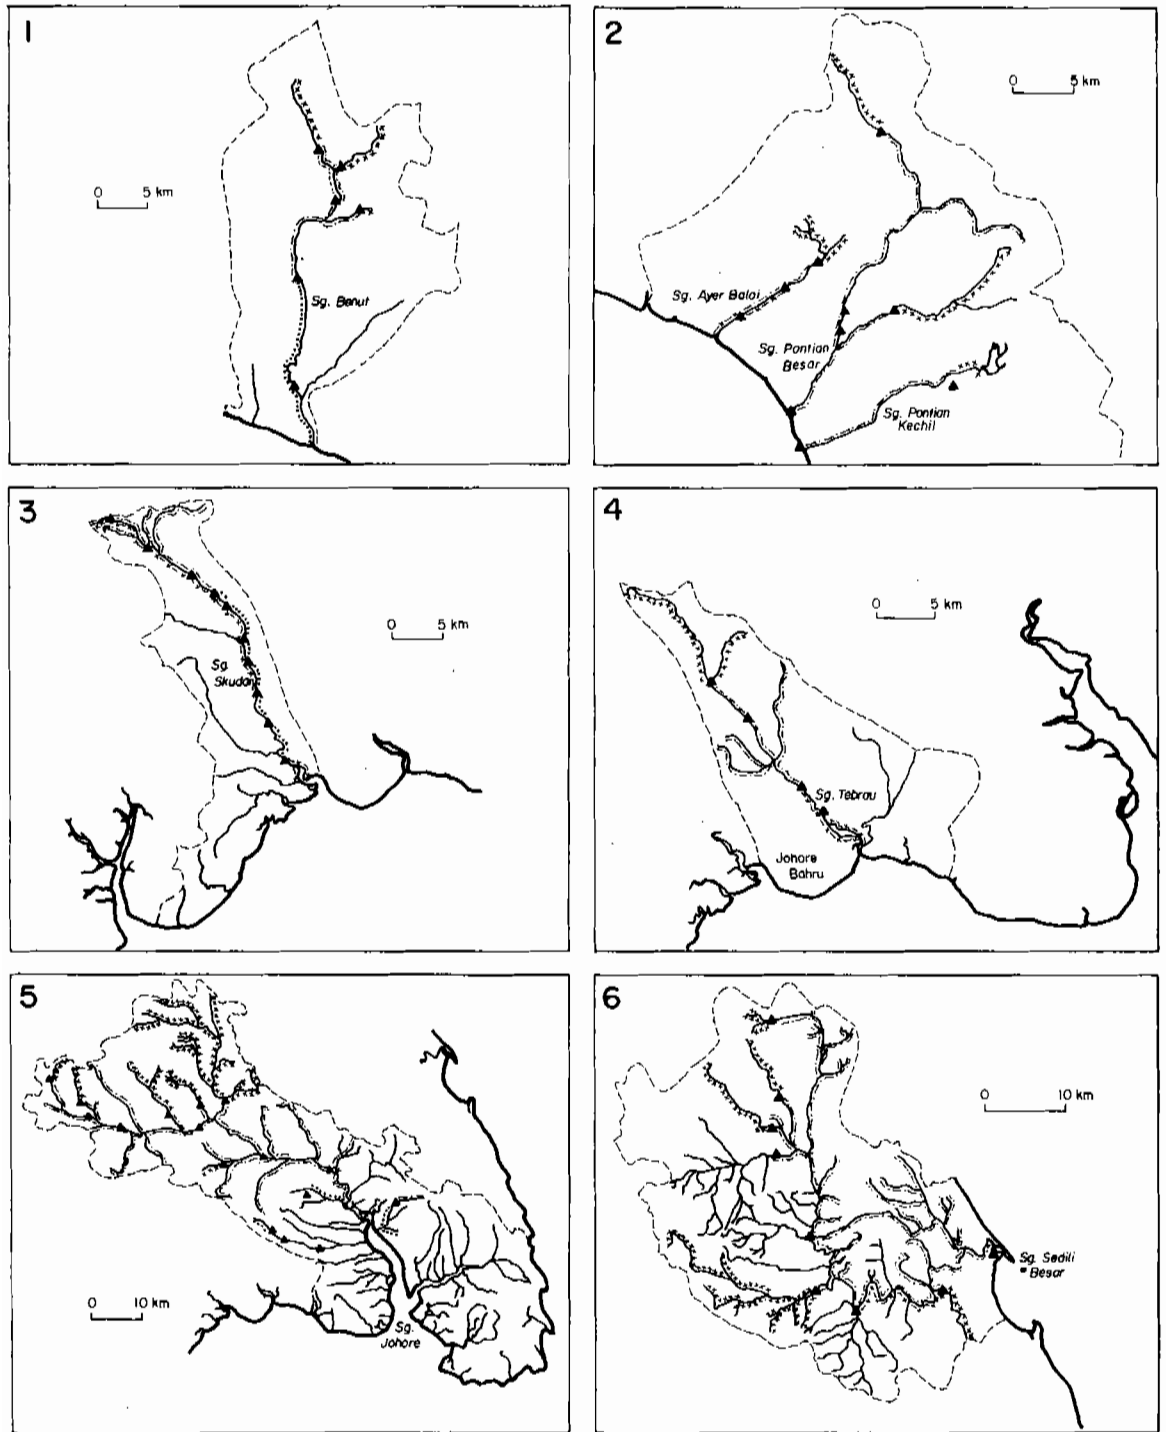 1
0 5 km
Sg. Benut
2
0 5 km
Sg. Ayer Baloi
Sg. Pontian
Besar
Sg. Pontian
Kechil
3
0 5 km
Sg.
Skudai
4
0 5 km
Sg. Tebrau
Johore
Bahru
5
0 10 km
Sg.
Johore
6
0 10 km
Sg. Sedili
Besar